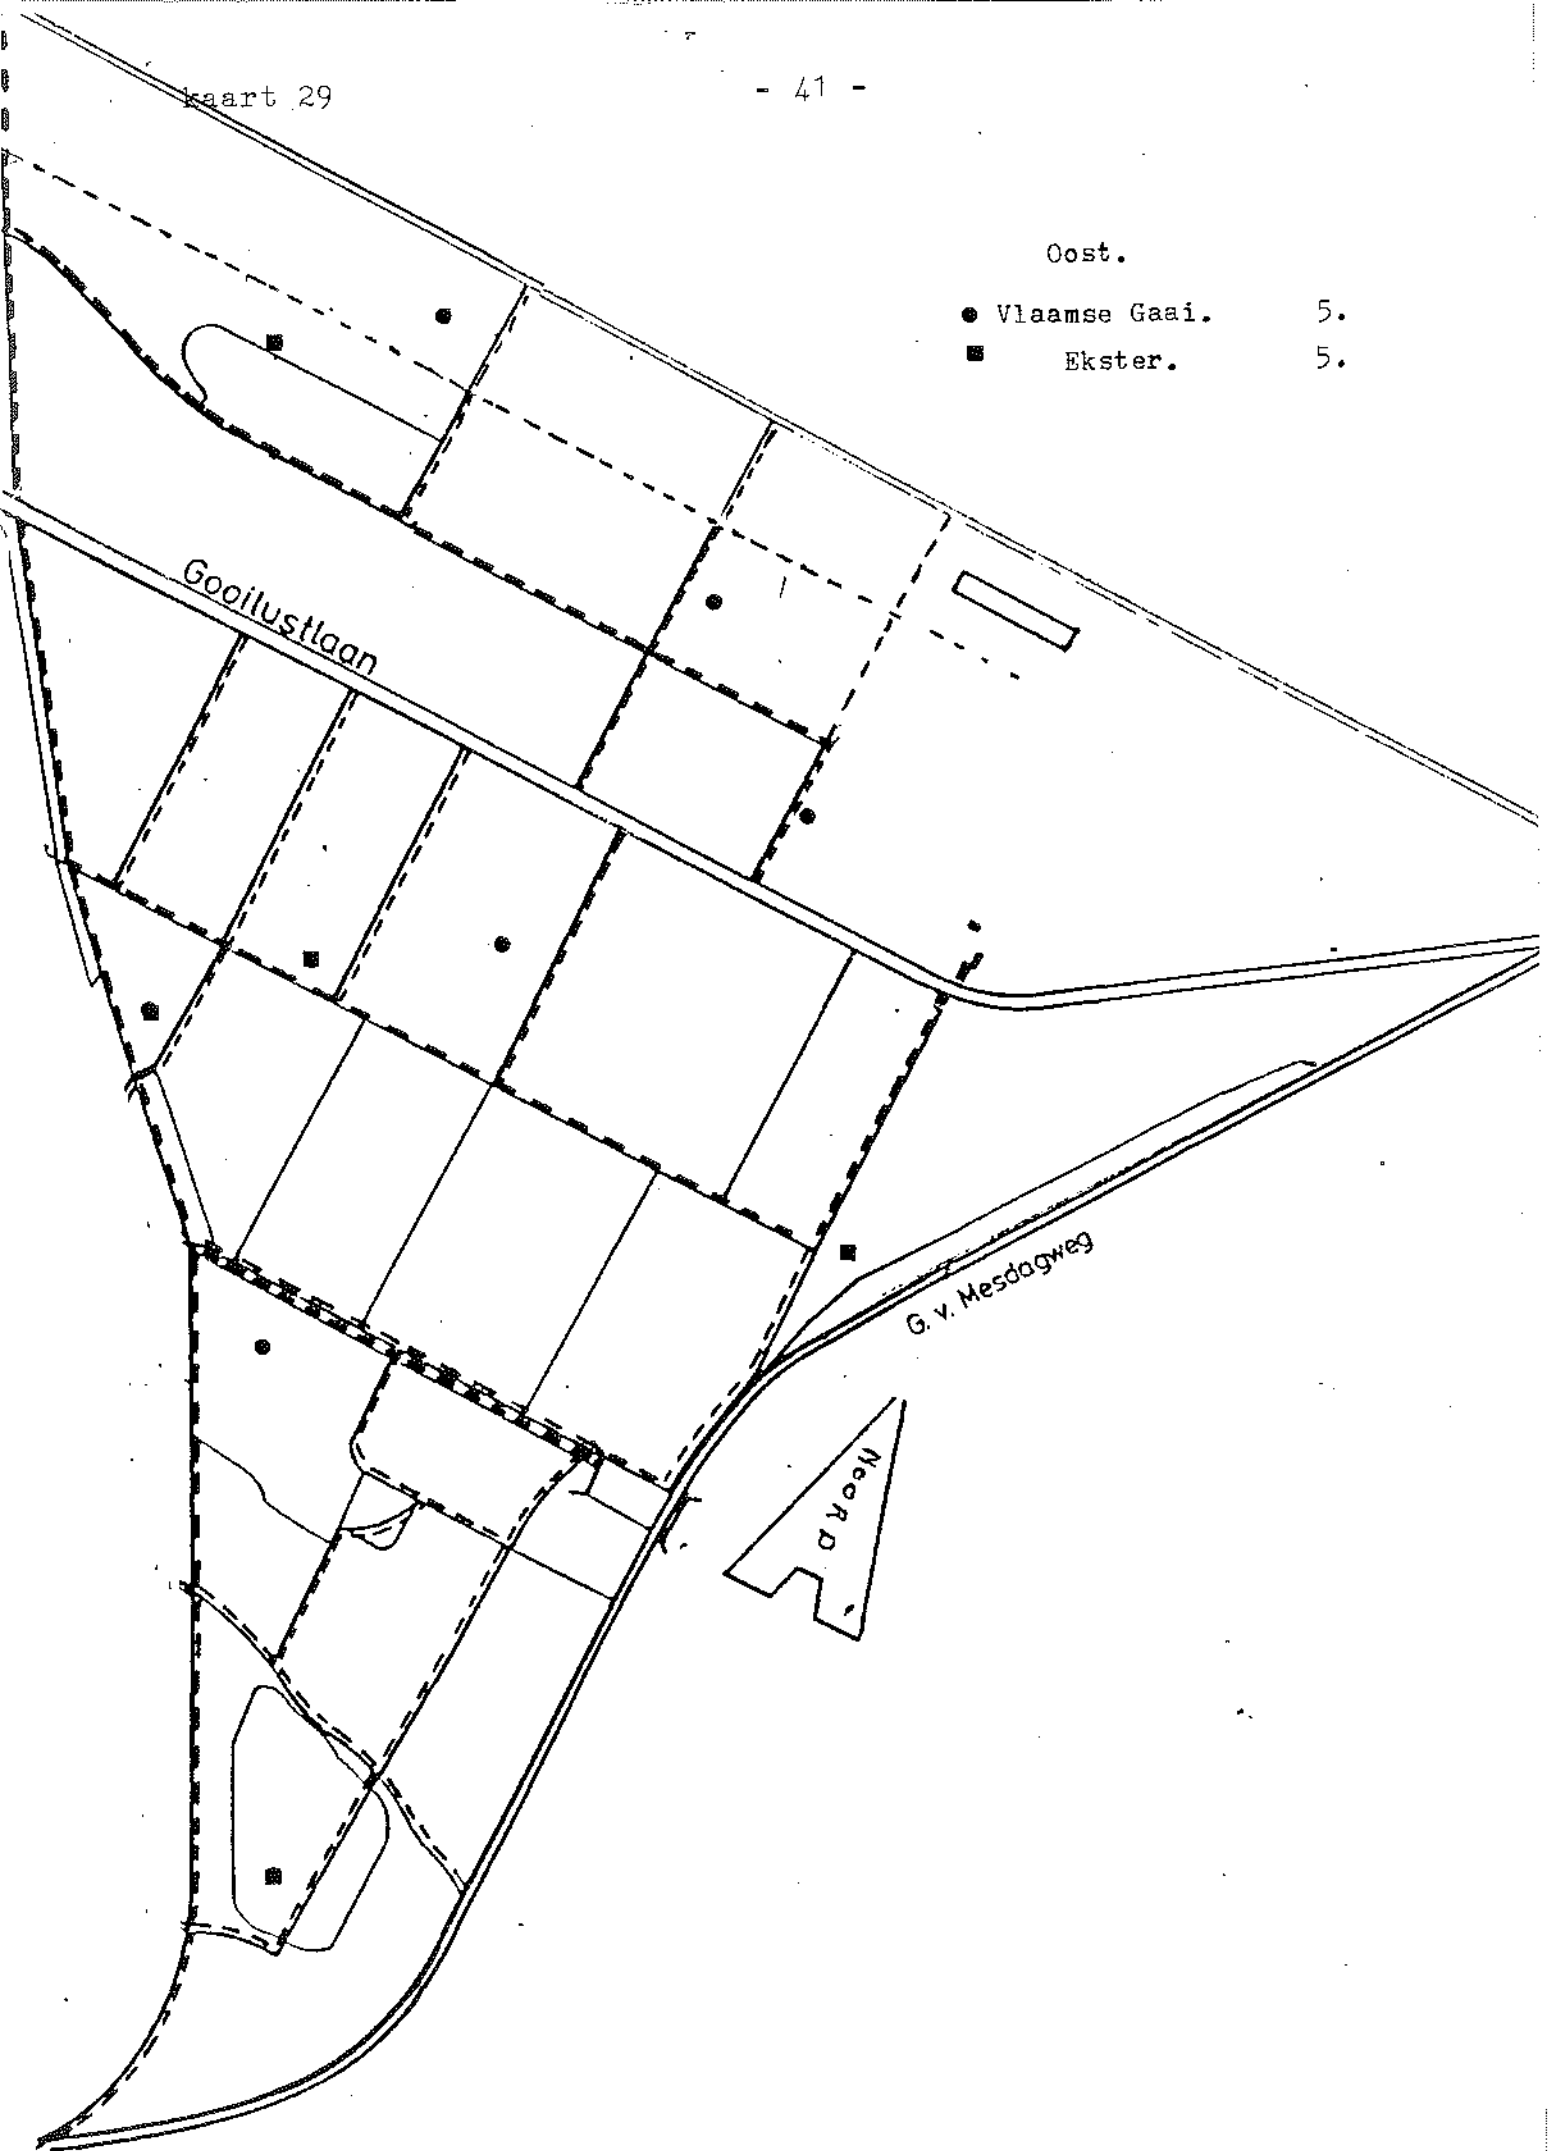 kaart 29
- 41 -
Oost.
● Vlaamse Gaai. 5.
■ Ekster. 5.
Gooilustlaan
G. v. Mesdagweg
NOORD